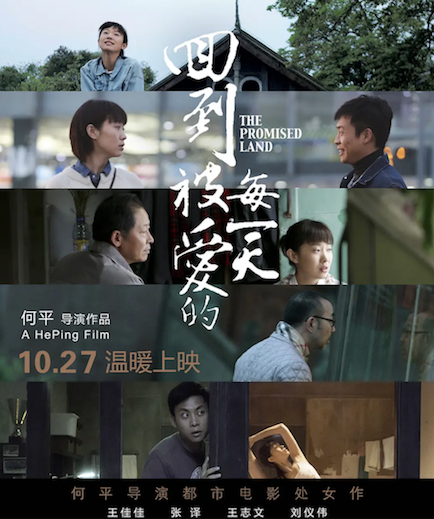 回到
被爱的
每一天
THE
PROMISED
LAND
何平 导演作品
A HePing Film
10.27 温暖上映
何平导演都市电影处女作
王佳佳 张译 王志文 刘仪伟